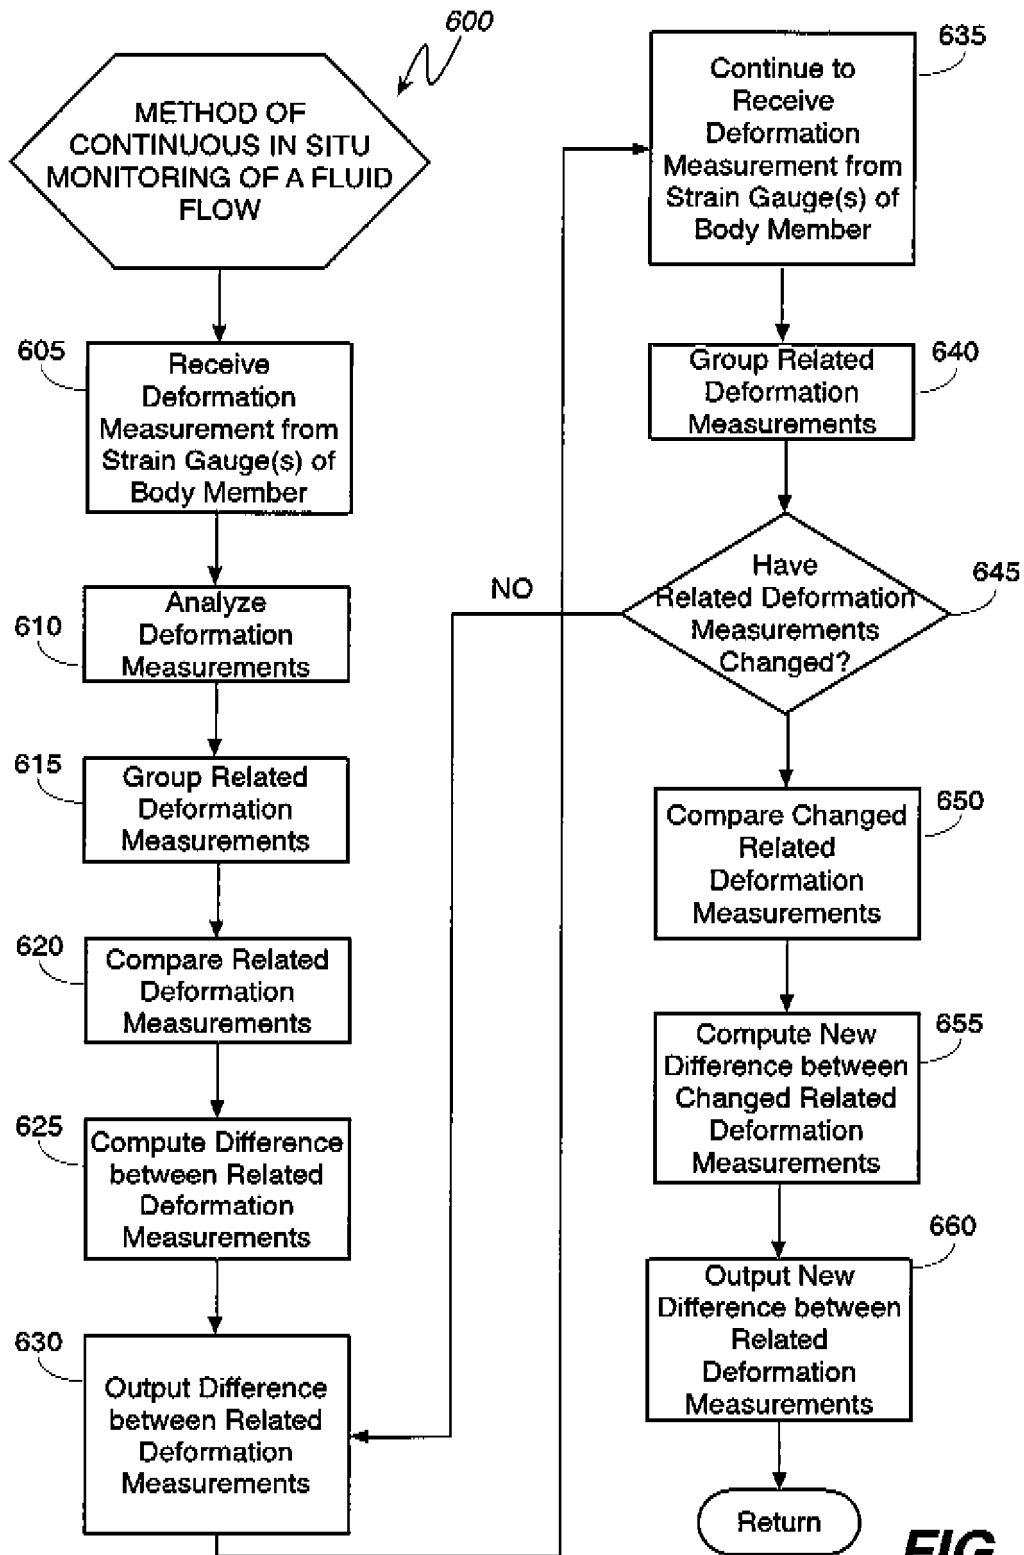 600
METHOD OF
CONTINUOUS IN SITU
MONITORING OF A FLUID
FLOW
605
Receive
Deformation
Measurement from
Strain Gauge(s) of
Body Member
610
Analyze
Deformation
Measurements
615
Group Related
Deformation
Measurements
620
Compare Related
Deformation
Measurements
625
Compute Difference
between Related
Deformation
Measurements
630
Output Difference
between Related
Deformation
Measurements
635
Continue to
Receive
Deformation
Measurement from
Strain Gauge(s) of
Body Member
640
Group Related
Deformation
Measurements
645
Have
Related Deformation
Measurements
Changed?
NO
650
Compare Changed
Related
Deformation
Measurements
655
Compute New
Difference between
Changed Related
Deformation
Measurements
660
Output New
Difference between
Related
Deformation
Measurements
Return
FIG